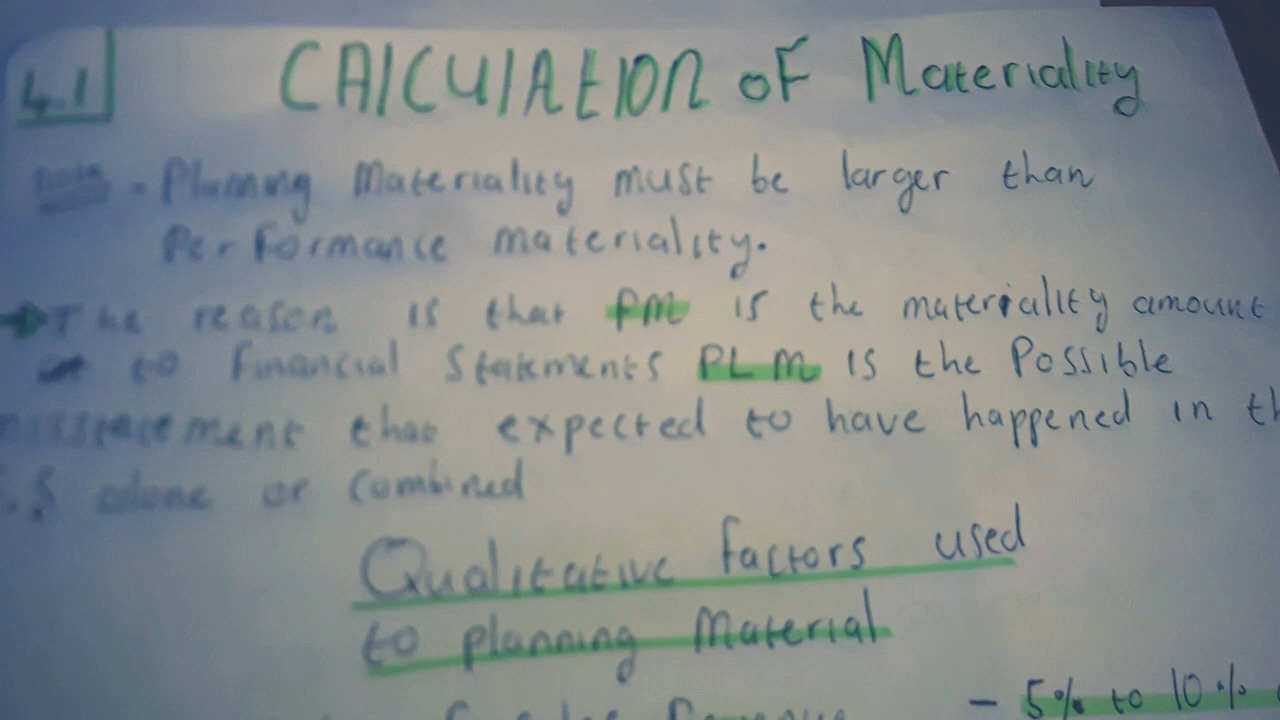 4.1
CALCULATION OF Materiality
Note • Planning Materiality must be larger than
Performance materiality.
The reason is that PM is the materiality amount
to Financial Statements PLM is the Possible
misstatement that expected to have happened in th
F.S alone or combined
Qualitative factors used
to planning Material
- 5% to 10%